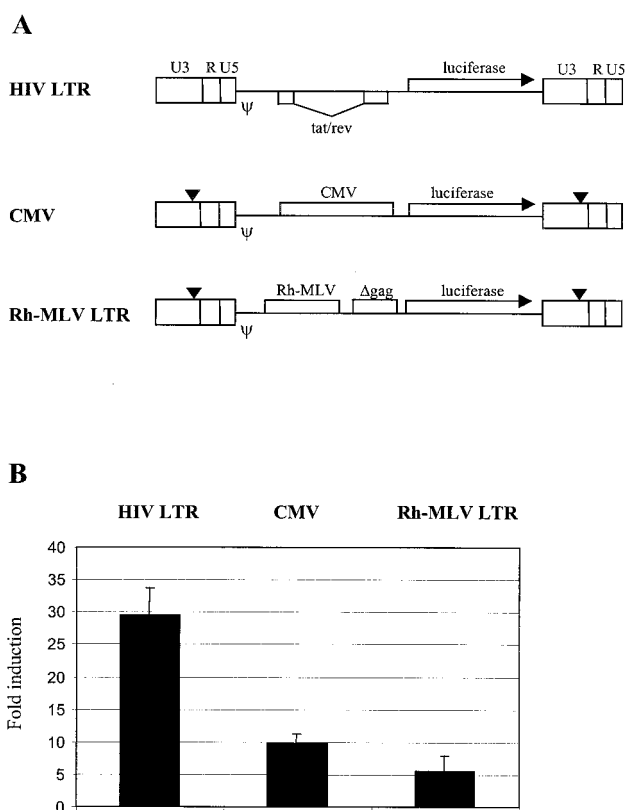 A
U3 R U5 luciferase U3 R U5
HIV LTR
ψ
tat/rev
CMV luciferase
CMV
ψ
Rh-MLV Δgag luciferase
Rh-MLV LTR
ψ
B
HIV LTR CMV Rh-MLV LTR
40
35
30
25
20
15
10
5
0
Fold induction